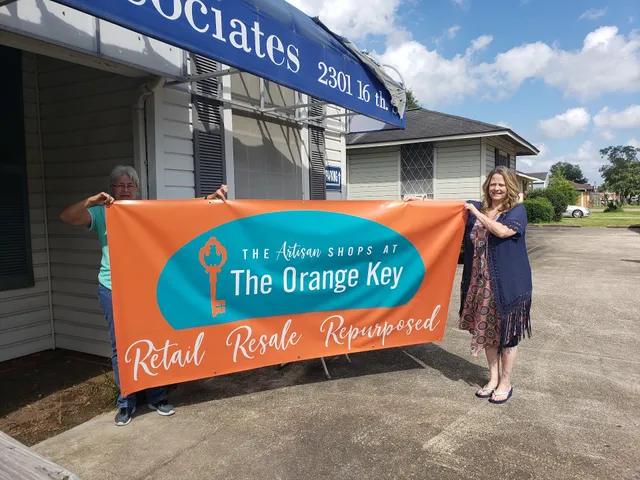 ociates 2301 16 th.
THE Artisan SHOPS AT
The Orange Key
Retail Resale Repurposed